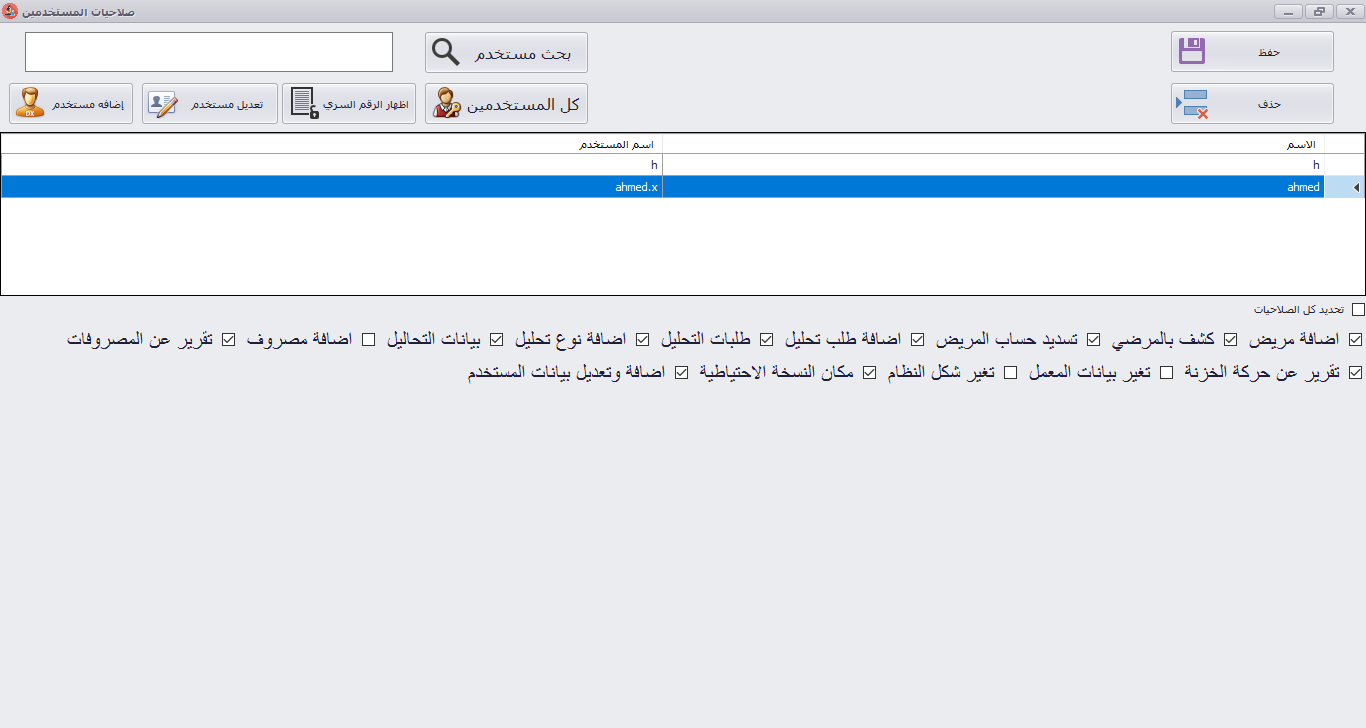 صلاحيات المستخدمين
حفظ
بحث مستخدم
حذف
كل المستخدمين
اظهار الرقم السري
تعديل مستخدم
إضافه مستخدم
الاسم اسم المستخدم
h h
ahmed ahmed.x
تحديد كل الصلاحيات
اضافة مريض كشف بالمرضي تسديد حساب المريض اضافة طلب تحليل طلبات التحليل اضافة نوع تحليل بيانات التحاليل اضافة مصروف تقرير عن المصروفات
تقرير عن حركة الخزنة تغير بيانات المعمل تغير شكل النظام مكان النسخة الاحتياطية اضافة وتعديل بيانات المستخدم